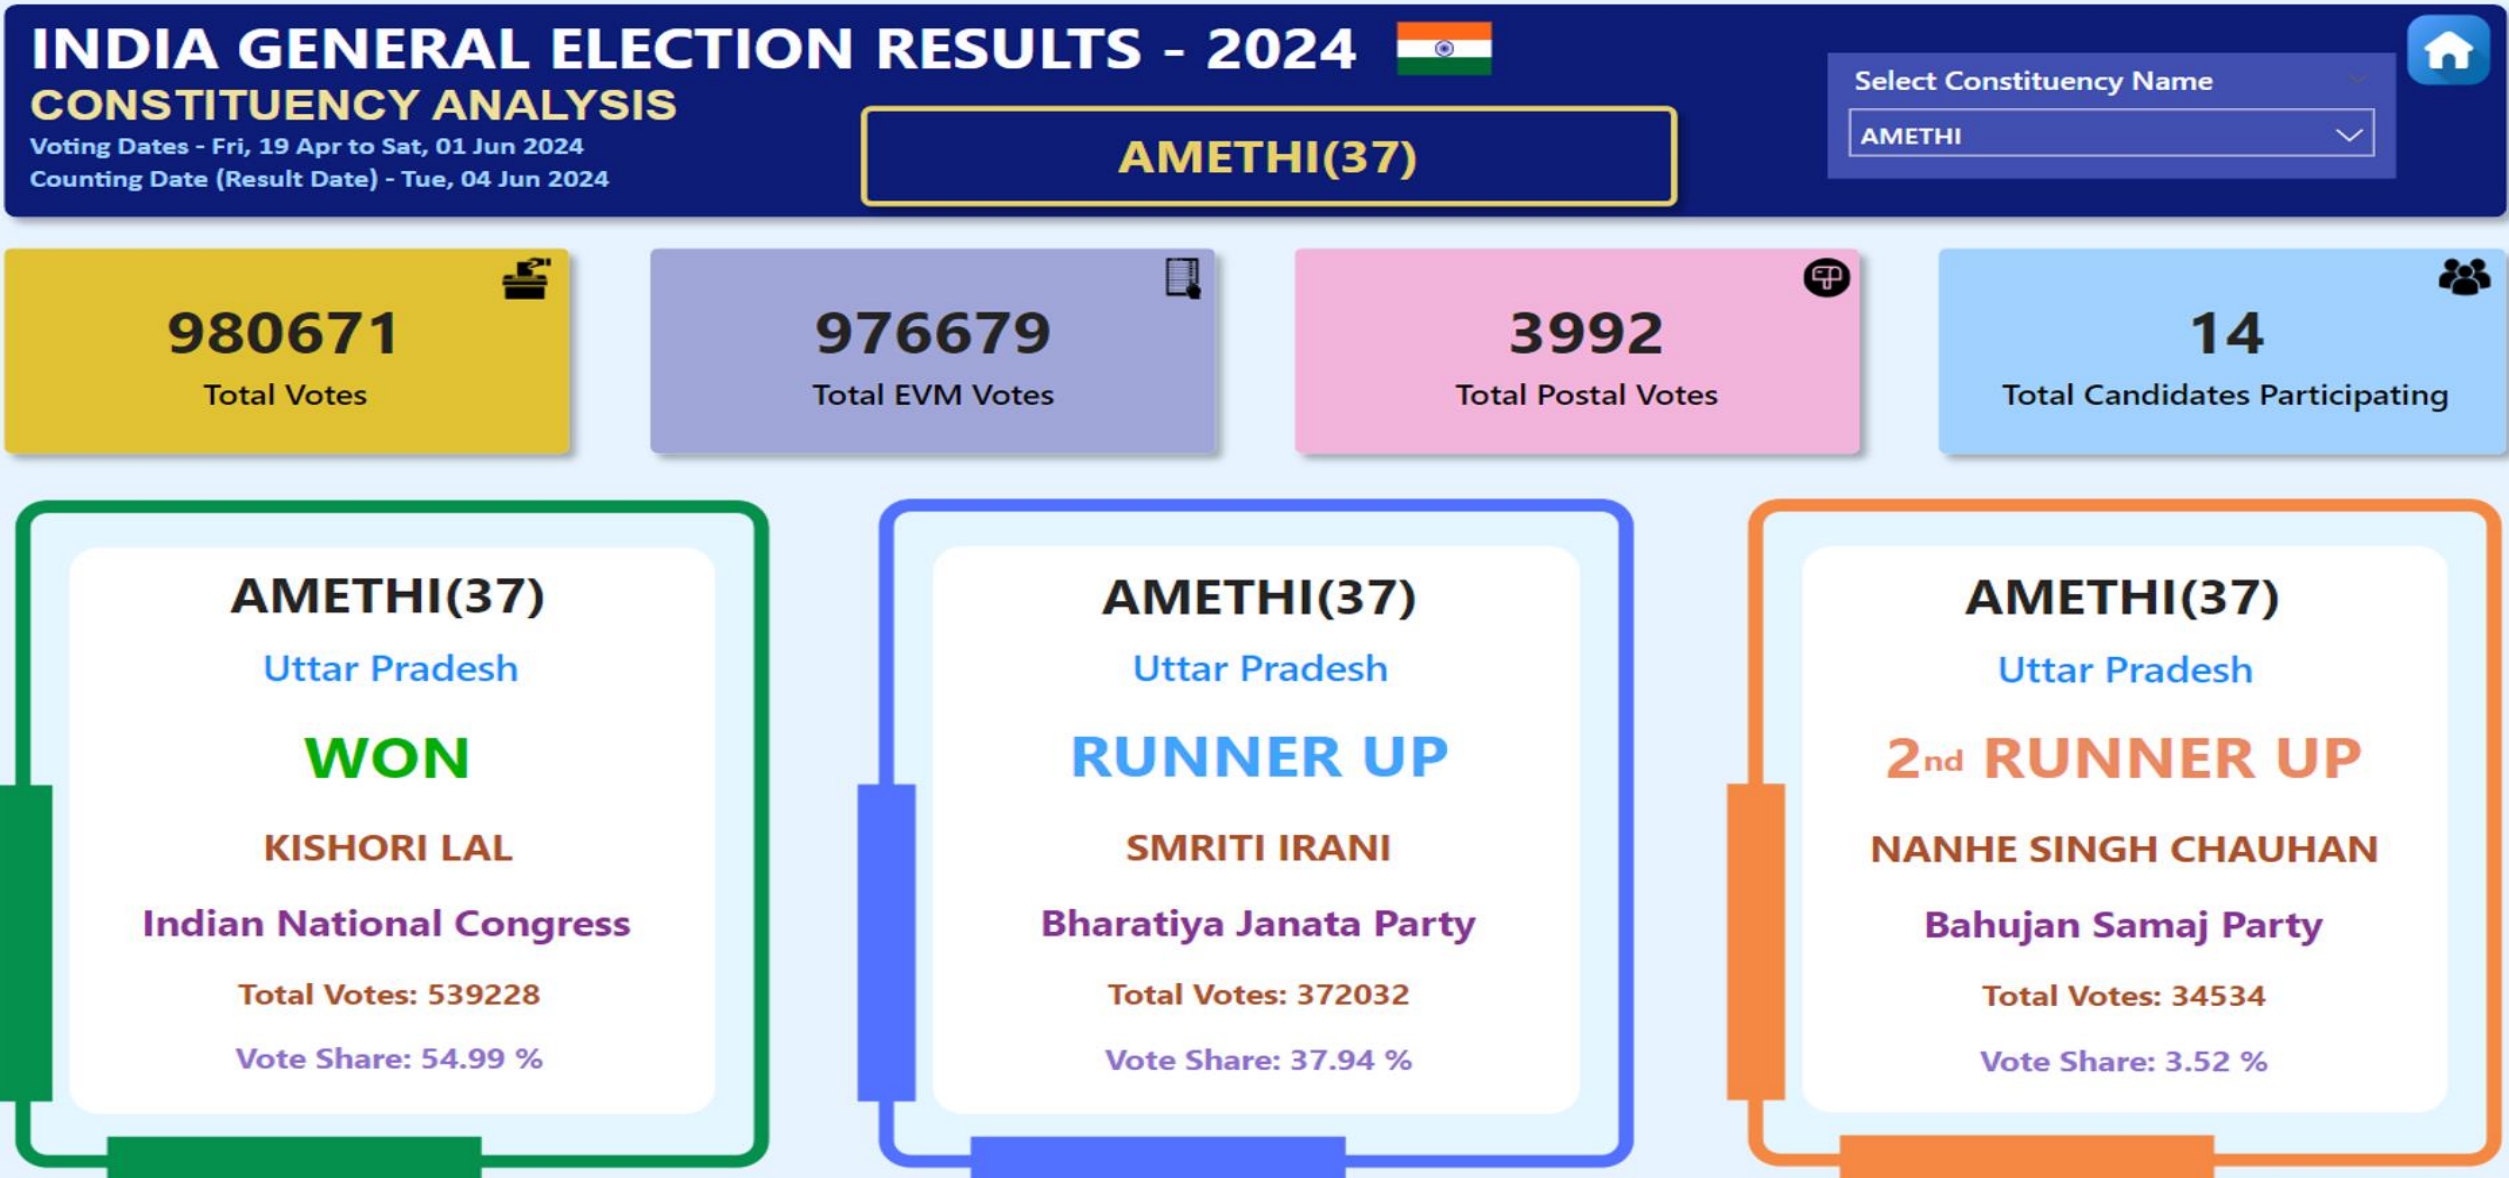 INDIA GENERAL ELECTION RESULTS - 2024
CONSTITUENCY ANALYSIS
Voting Dates - Fri, 19 Apr to Sat, 01 Jun 2024
Counting Date (Result Date) - Tue, 04 Jun 2024
AMETHI(37)
Select Constituency Name
AMETHI
980671
Total Votes
976679
Total EVM Votes
3992
Total Postal Votes
14
Total Candidates Participating
AMETHI(37)
Uttar Pradesh
WON
KISHORI LAL
Indian National Congress
Total Votes: 539228
Vote Share: 54.99 %
AMETHI(37)
Uttar Pradesh
RUNNER UP
SMRITI IRANI
Bharatiya Janata Party
Total Votes: 372032
Vote Share: 37.94 %
AMETHI(37)
Uttar Pradesh
2nd RUNNER UP
NANHE SINGH CHAUHAN
Bahujan Samaj Party
Total Votes: 34534
Vote Share: 3.52 %